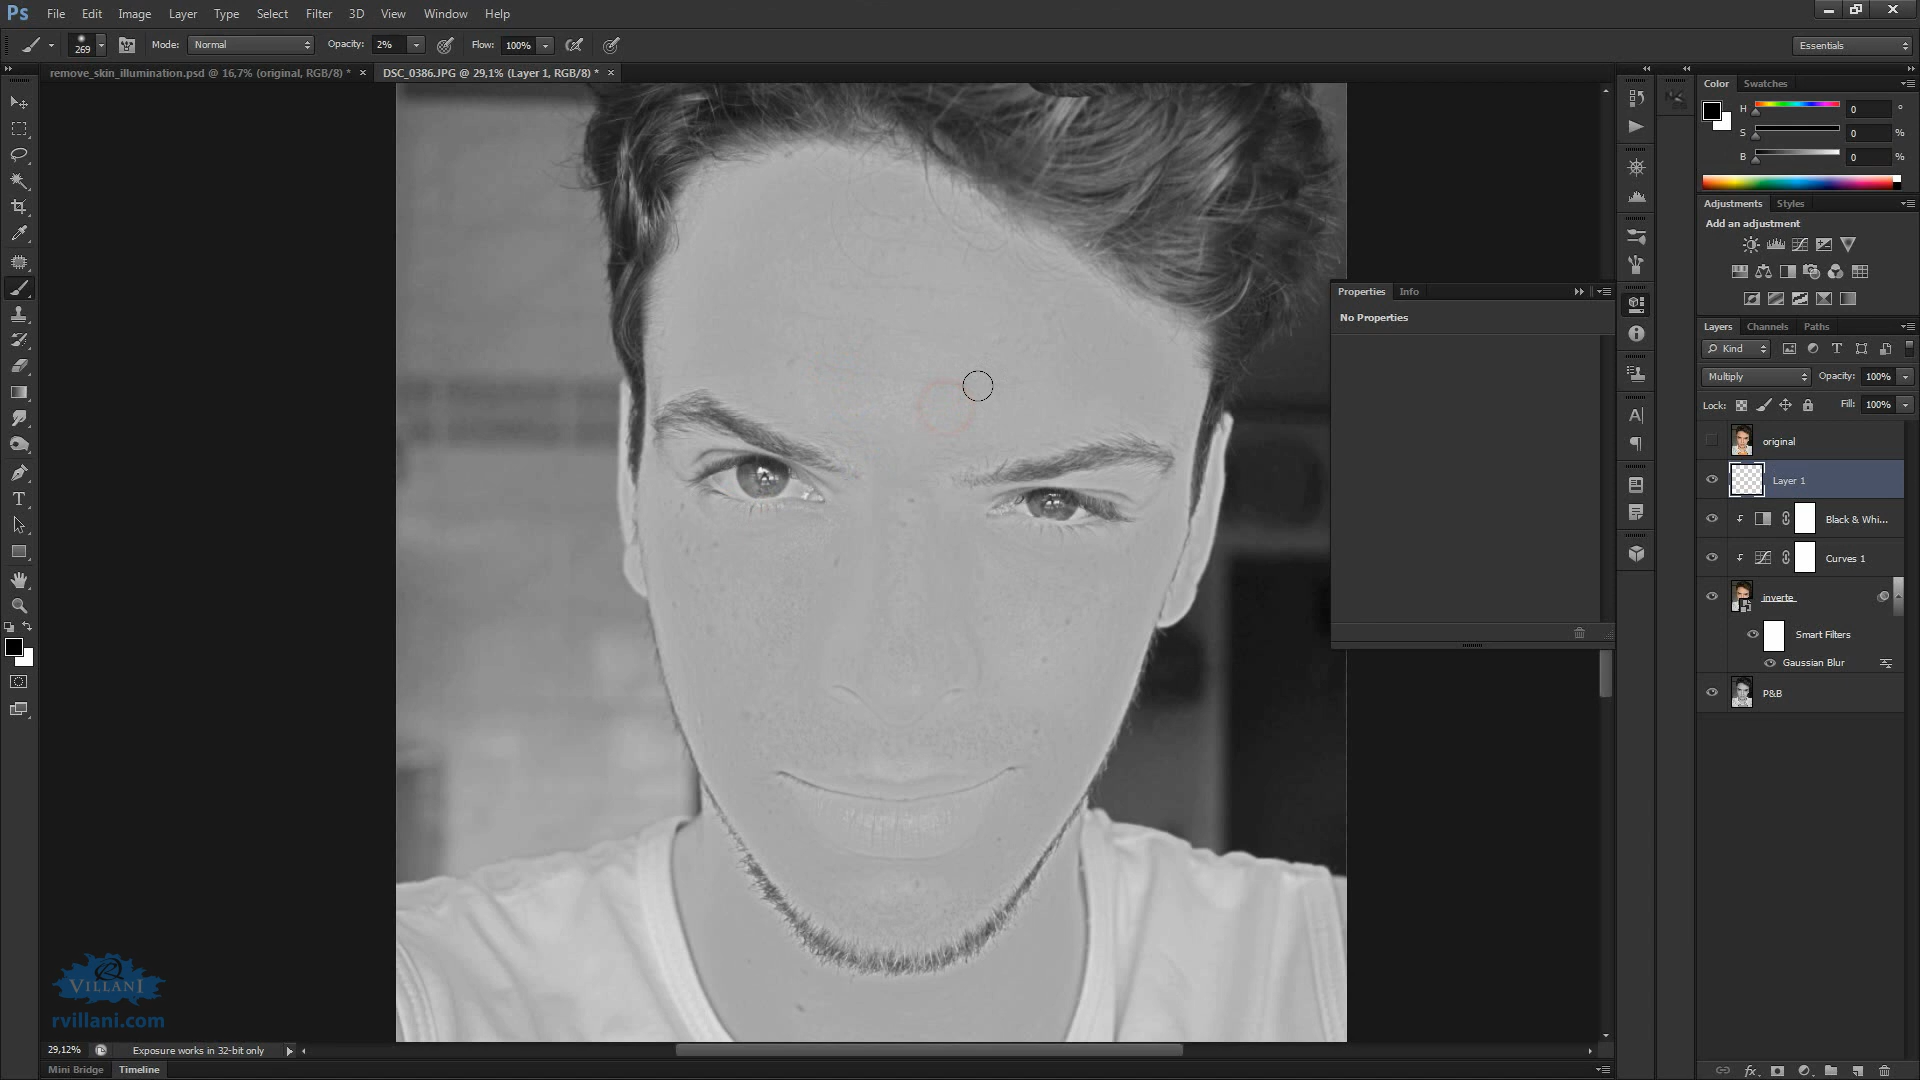 Ps File Edit Image Layer Type Select Filter 3D View Window Help
269 Mode: Normal Opacity: 2% Flow: 100% Essentials
remove_skin_illumination.psd @ 16,7% (original, RGB/8) * × DSC_0386.JPG @ 29,1% (Layer 1, RGB/8) * ×
Color Swatches
H 0 °
S 0 %
B 0 %
Adjustments Styles
Add an adjustment
Properties Info
No Properties
Layers Channels Paths
Kind
Multiply Opacity: 100%
Lock: Fill: 100%
original
Layer 1
Black & Whi...
Curves 1
inverte
Smart Filters
Gaussian Blur
P&B
VILLANI
rvillani.com
29,12% Exposure works in 32-bit only
Mini Bridge Timeline